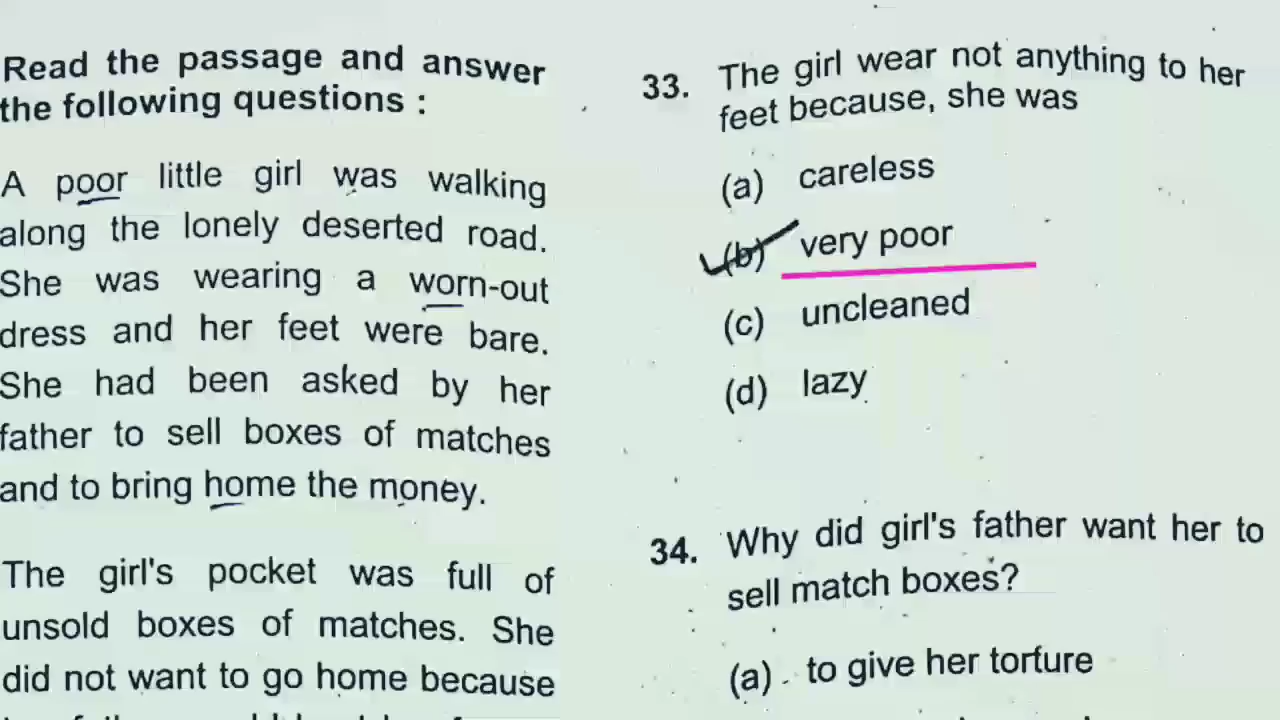 Read the passage and answer
the following questions :
A poor little girl was walking
along the lonely deserted road.
She was wearing a worn-out
dress and her feet were bare.
She had been asked by her
father to sell boxes of matches
and to bring home the money.
The girl's pocket was full of
unsold boxes of matches. She
did not want to go home because
33. The girl wear not anything to her
feet because, she was
(a) careless
(b) very poor
(c) uncleaned
(d) lazy
34. Why did girl's father want her to
sell match boxes?
(a) to give her torture